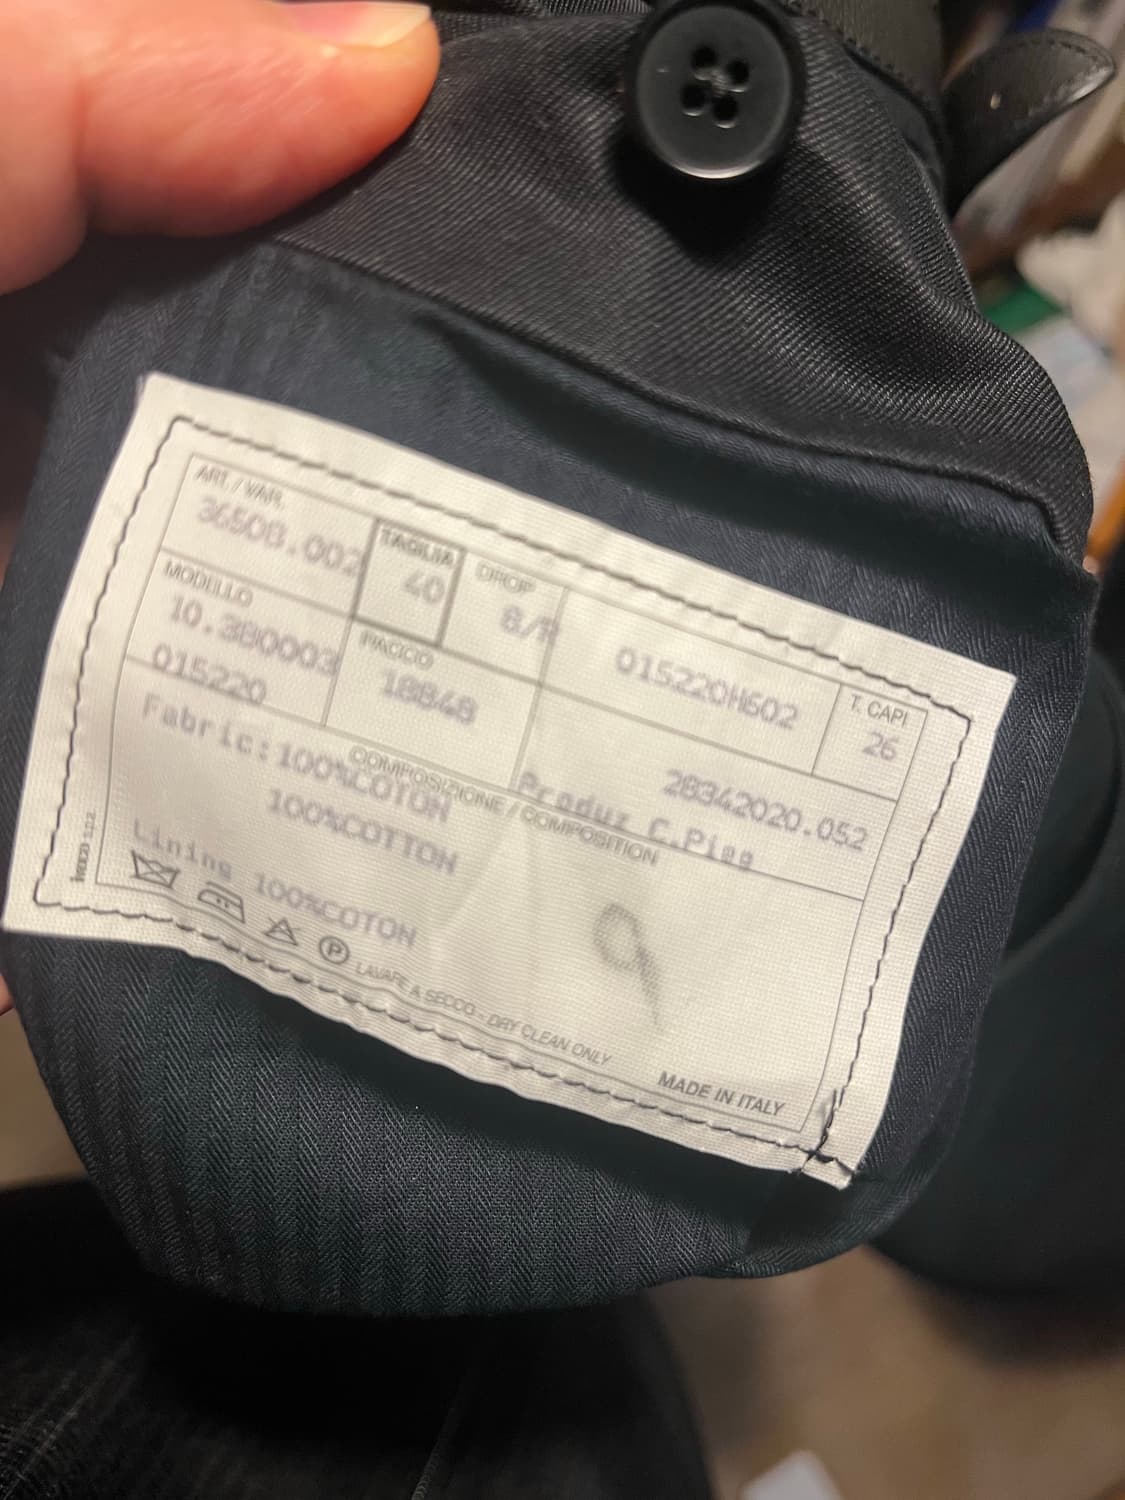 ART. / VAR.
36508.002
TAGLIA
40
DROP
8/R
015220H602
T. CAPI
26
MODELLO
10.380003
015220
PACCO
18848
28342020.052
Produz C.Pieg
COMPOSIZIONE / COMPOSITION
Fabric:100%COTON
100%COTTON
Lining 100%COTON
P
LAVARE A SECCO - DRY CLEAN ONLY
MADE IN ITALY